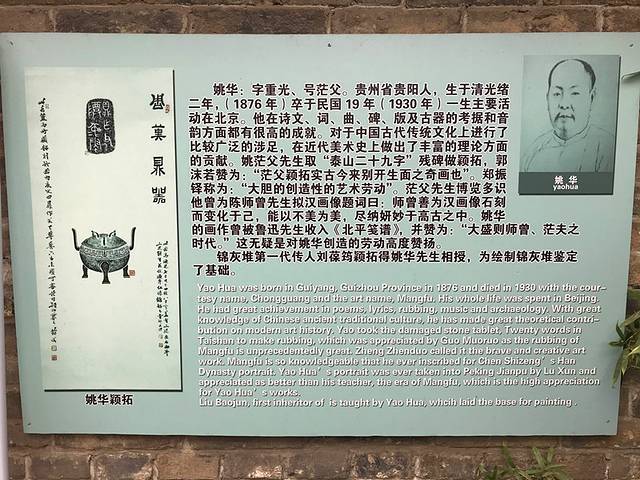 姚华：字重光、号茫父。贵州省贵阳人，生于清光绪
二年，（1876 年）卒于民国 19 年（1930 年）一生主要活
动在北京。他在诗文、词、曲、碑、版及古器的考据和音
韵方面都有很高的成就。对于中国古代传统文化上进行了
比较广泛的涉足，在近代美术史上做出了丰富的理论方面
的贡献。姚茫父先生取“泰山二十九字”残碑做颖拓，郭
沫若赞为：“茫父颖拓实古今来别开生面之奇画也”。郑振
铎称为：“大胆的创造性的艺术劳动”。茫父先生博览多识
他曾为陈师曾先生拟汉画像题词曰：师曾善为汉画像石刻
而变化于己，能以不美为美，尽纳妍妙于高古之中。姚华
的画作曾被鲁迅先生收入《北平笺谱》，并赞为：“大盛则师曾、茫夫之
时代。”这无疑是对姚华创造的劳动高度赞扬。
锦灰堆第一代传人刘葆筠颖拓得姚华先生相授，为绘制锦灰堆鉴定
了基础。
Yao Hua was born in Guiyang, Guizhou Province in 1876 and died in 1930 with the cour-
tesy name, Chongguang and the art name, Mangfu. His whole life was spent in Beijing.
He had great achievement in poems, lyrics, rubbing, music and archaeology. With great
knowledge of Chinese ancient traditional culture, he has made great theoretical contri-
bution on modern art history. Yao took the damaged stone tablet, Twenty words in
Taishan to make rubbing, which was appreciated by Guo Muoruo as the rubbing of
Mangfu is unprecedentedly great. Zheng Zhenduo called it the brave and creative art
work. Mangfu is so knowledgeable that he ever inscribed for Chen Shizeng's Han
Dynasty portrait. Yao Hua's portrait was ever taken into Peking Jianpu by Lu Xun and
appreciated as better than his teacher, the era of Mangfu, which is the high appreciation
for Yao Hua's works.
Liu Baojun, first inheritor of is taught by Yao Hua, whcih laid the base for painting .
姚 华
yaohua
姚华颖拓